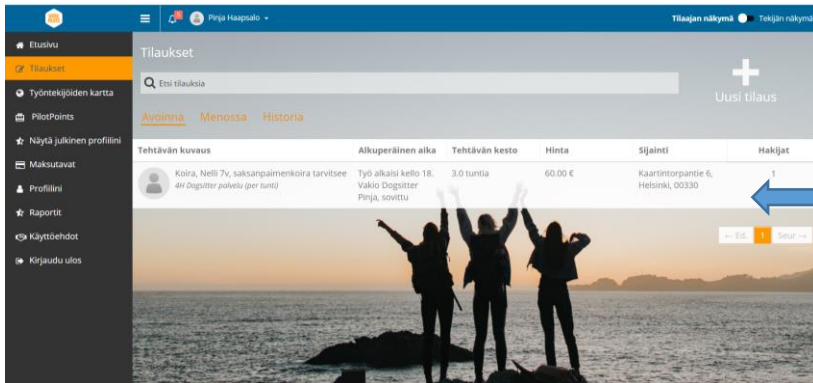 Pinja Haapsalo
Tilaajan näkymä
Tekijän näkymä
Etusivu
Tilaukset
Työntekijöiden kartta
PilotPoints
Näytä julkinen profiilini
Maksutavat
Profiilini
Raportit
Käyttöehdot
Kirjaudu ulos
Tilaukset
Etsi tilauksia
Uusi tilaus
Avoinna Menossa Historia
Tehtävän kuvaus Alkuperäinen aika Tehtävän kesto Hinta Sijainti Hakijat
Koira, Nelli 7v, saksanpaimenkoira tarvitsee
4H Dogsitter palvelu (per tunti)
Työ alkaisi kello 18.
Vakio Dogsitter
Pinja, sovittu
3.0 tuntia
60.00 €
Kaartintorpantie 6,
Helsinki, 00330
1
← Ed. 1 Seur →